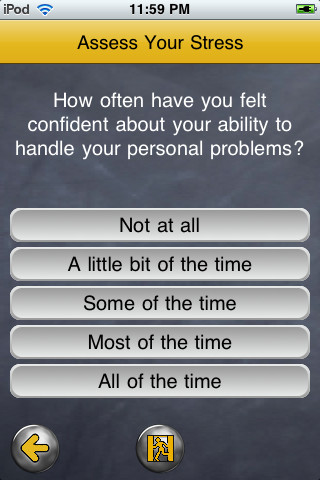 iPod 11:59 PM
Assess Your Stress
How often have you felt
confident about your ability to
handle your personal problems?
Not at all
A little bit of the time
Some of the time
Most of the time
All of the time